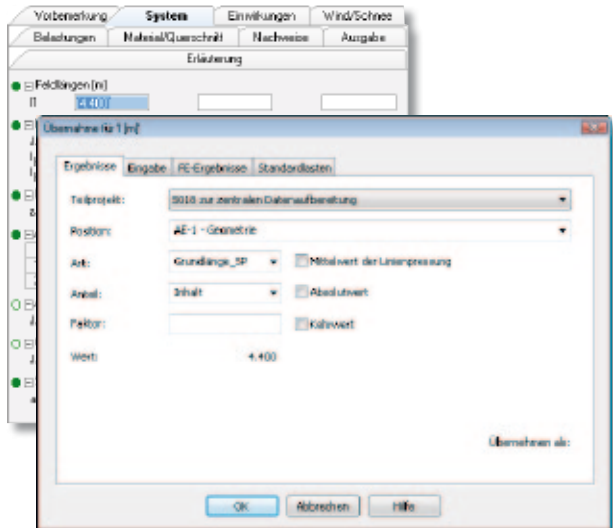 Vorbemerkung System Einwirkungen Wind/Schnee
Belastungen Material/Querschnitt Nachweise Ausgabe
Erläuterung
Feldlängen [m]
l1 4.400
Übernahme für 'l [m]'
Ergebnisse Eingabe FE-Ergebnisse Standardlasten
Teilprojekt: S018 zur zentralen Datenaufbereitung
Position: AE-1 - Geometrie
Art: Grundlänge_SP Mittelwert der Linienpressung
Anteil: Inhalt Absolutwert
Faktor: Kehrwert
Wert: 4.400
Übernehmen als:
OK Abbrechen Hilfe